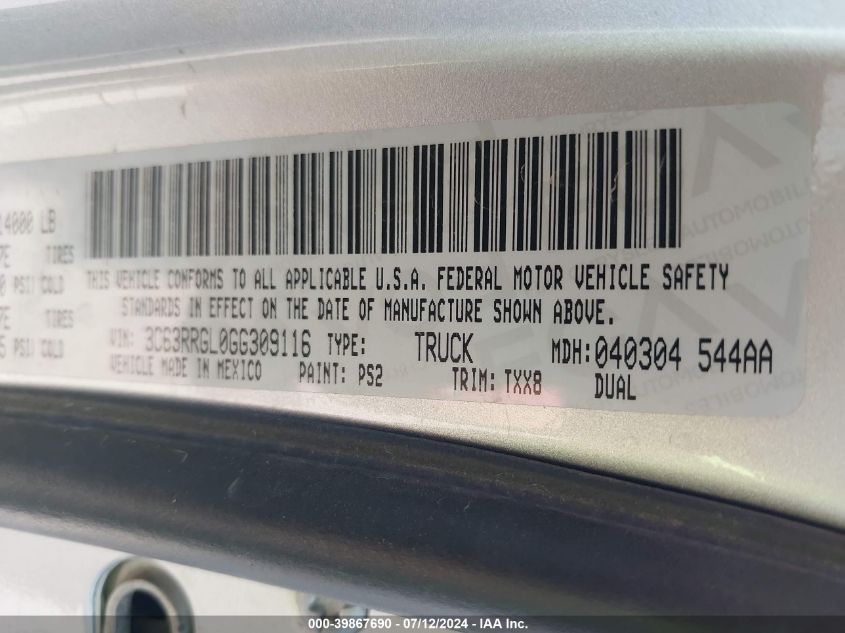 14000 LB
TIRES
PSI/COLD
TIRES
PSI/COLD
THIS VEHICLE CONFORMS TO ALL APPLICABLE U.S.A. FEDERAL MOTOR VEHICLE SAFETY
STANDARDS IN EFFECT ON THE DATE OF MANUFACTURE SHOWN ABOVE.
VIN: 3C63RRGL0GG309116 TYPE: TRUCK MDH: 040304 544AA
VEHICLE MADE IN MEXICO PAINT: PS2 TRIM: TXX8 DUAL
000-39867690 - 07/12/2024 - IAA Inc.